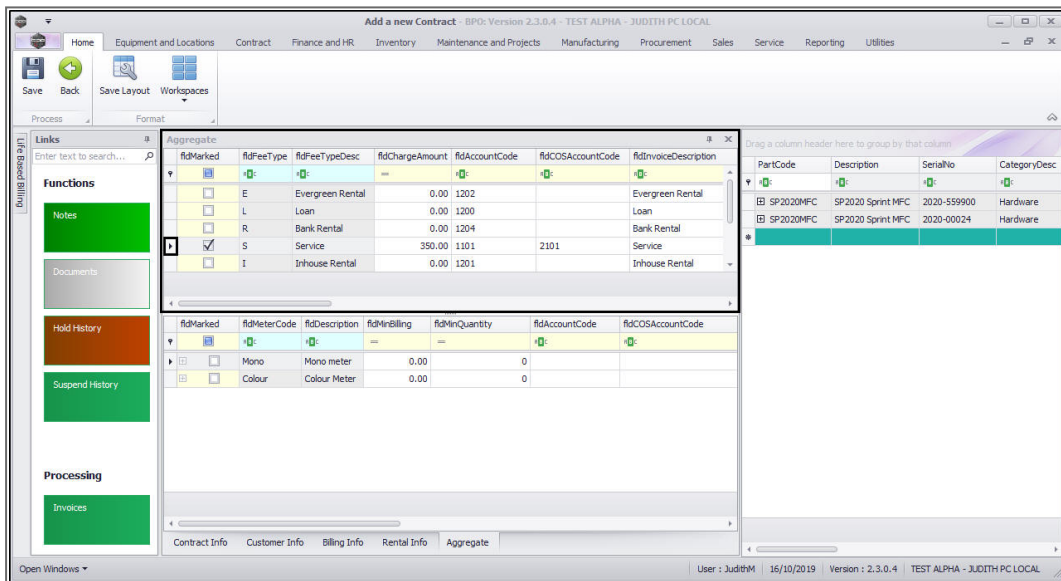 Add a new Contract - BPO: Version 2.3.0.4 - TEST ALPHA - JUDITH PC LOCAL
Home Equipment and Locations Contract Finance and HR Inventory Maintenance and Projects Manufacturing Procurement Sales Service Reporting Utilities
Save Back Save Layout Workspaces
Process Format
Life Based Billing
Links
Enter text to search...
Functions
Notes
Documents
Hold History
Suspend History
Processing
Invoices
Aggregate
fldMarked fldFeeType fldFeeTypeDesc fldChargeAmount fldAccountCode fldCOSAccountCode fldInvoiceDescription
E Evergreen Rental 0.00 1202 Evergreen Rental
L Loan 0.00 1200 Loan
R Bank Rental 0.00 1204 Bank Rental
S Service 350.00 1101 2101 Service
I Inhouse Rental 0.00 1201 Inhouse Rental
fldMarked fldMeterCode fldDescription fldMinBilling fldMinQuantity fldAccountCode fldCOSAccountCode
Mono Mono meter 0.00 0
Colour Colour Meter 0.00 0
Contract Info Customer Info Billing Info Rental Info Aggregate
Drag a column header here to group by that column
PartCode Description SerialNo CategoryDesc
SP2020MFC SP2020 Sprint MFC 2020-559900 Hardware
SP2020MFC SP2020 Sprint MFC 2020-00024 Hardware
Open Windows User : JudithM 16/10/2019 Version : 2.3.0.4 TEST ALPHA - JUDITH PC LOCAL